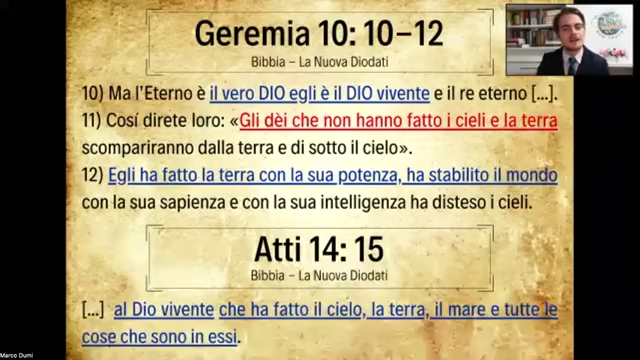 Geremia 10: 10–12
Bibbia – La Nuova Diodati
10) Ma l'Eterno è il vero DIO egli è il DIO vivente e il re eterno [...].
11) Cosí direte loro: «Gli dèi che non hanno fatto i cieli e la terra
scompariranno dalla terra e di sotto il cielo».
12) Egli ha fatto la terra con la sua potenza, ha stabilito il mondo
con la sua sapienza e con la sua intelligenza ha disteso i cieli.
Atti 14: 15
Bibbia – La Nuova Diodati
[...] al Dio vivente che ha fatto il cielo, la terra, il mare e tutte le
cose che sono in essi.
Marco Dumi